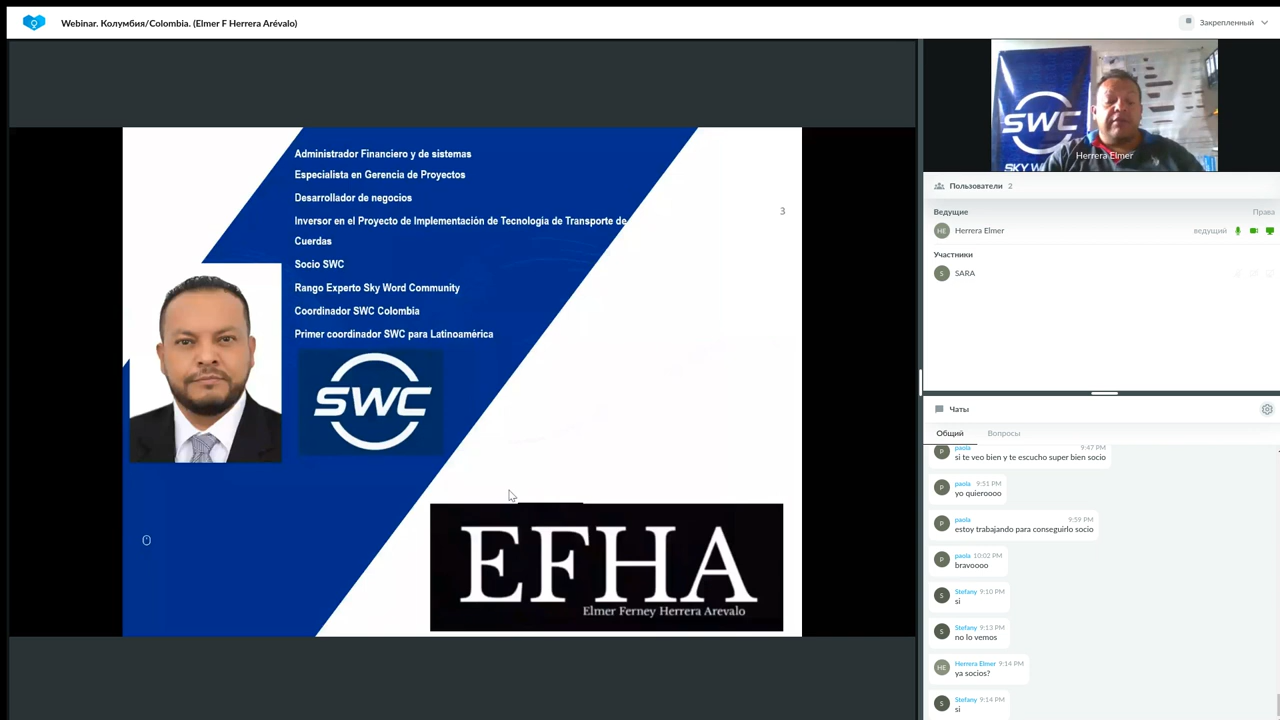 Webinar. Колумбия/Colombia. (Elmer F Herrera Arévalo)
Закрепленный
Administrador Financiero y de sistemas
Especialista en Gerencia de Proyectos
Desarrollador de negocios
Inversor en el Proyecto de Implementación de Tecnología de Transporte de
Cuerdas
Socio SWC
Rango Experto Sky Word Community
Coordinador SWC Colombia
Primer coordinador SWC para Latinoamérica
3
SWC
EFHA
Elmer Ferney Herrera Arevalo
SWC
SKY W
Herrera Elmer
Пользователи 2
Ведущие
Права
HE
Herrera Elmer
ведущий
Участники
S
SARA
Чаты
Общий
Вопросы
P
paola 9:47 PM
si te veo bien y te escucho super bien socio
P
paola 9:51 PM
yo quieroooo
P
paola 9:59 PM
estoy trabajando para conseguirlo socio
P
paola 10:02 PM
bravoooo
S
Stefany 9:10 PM
si
S
Stefany 9:13 PM
no lo vemos
HE
Herrera Elmer 9:14 PM
ya socios?
S
Stefany 9:14 PM
si